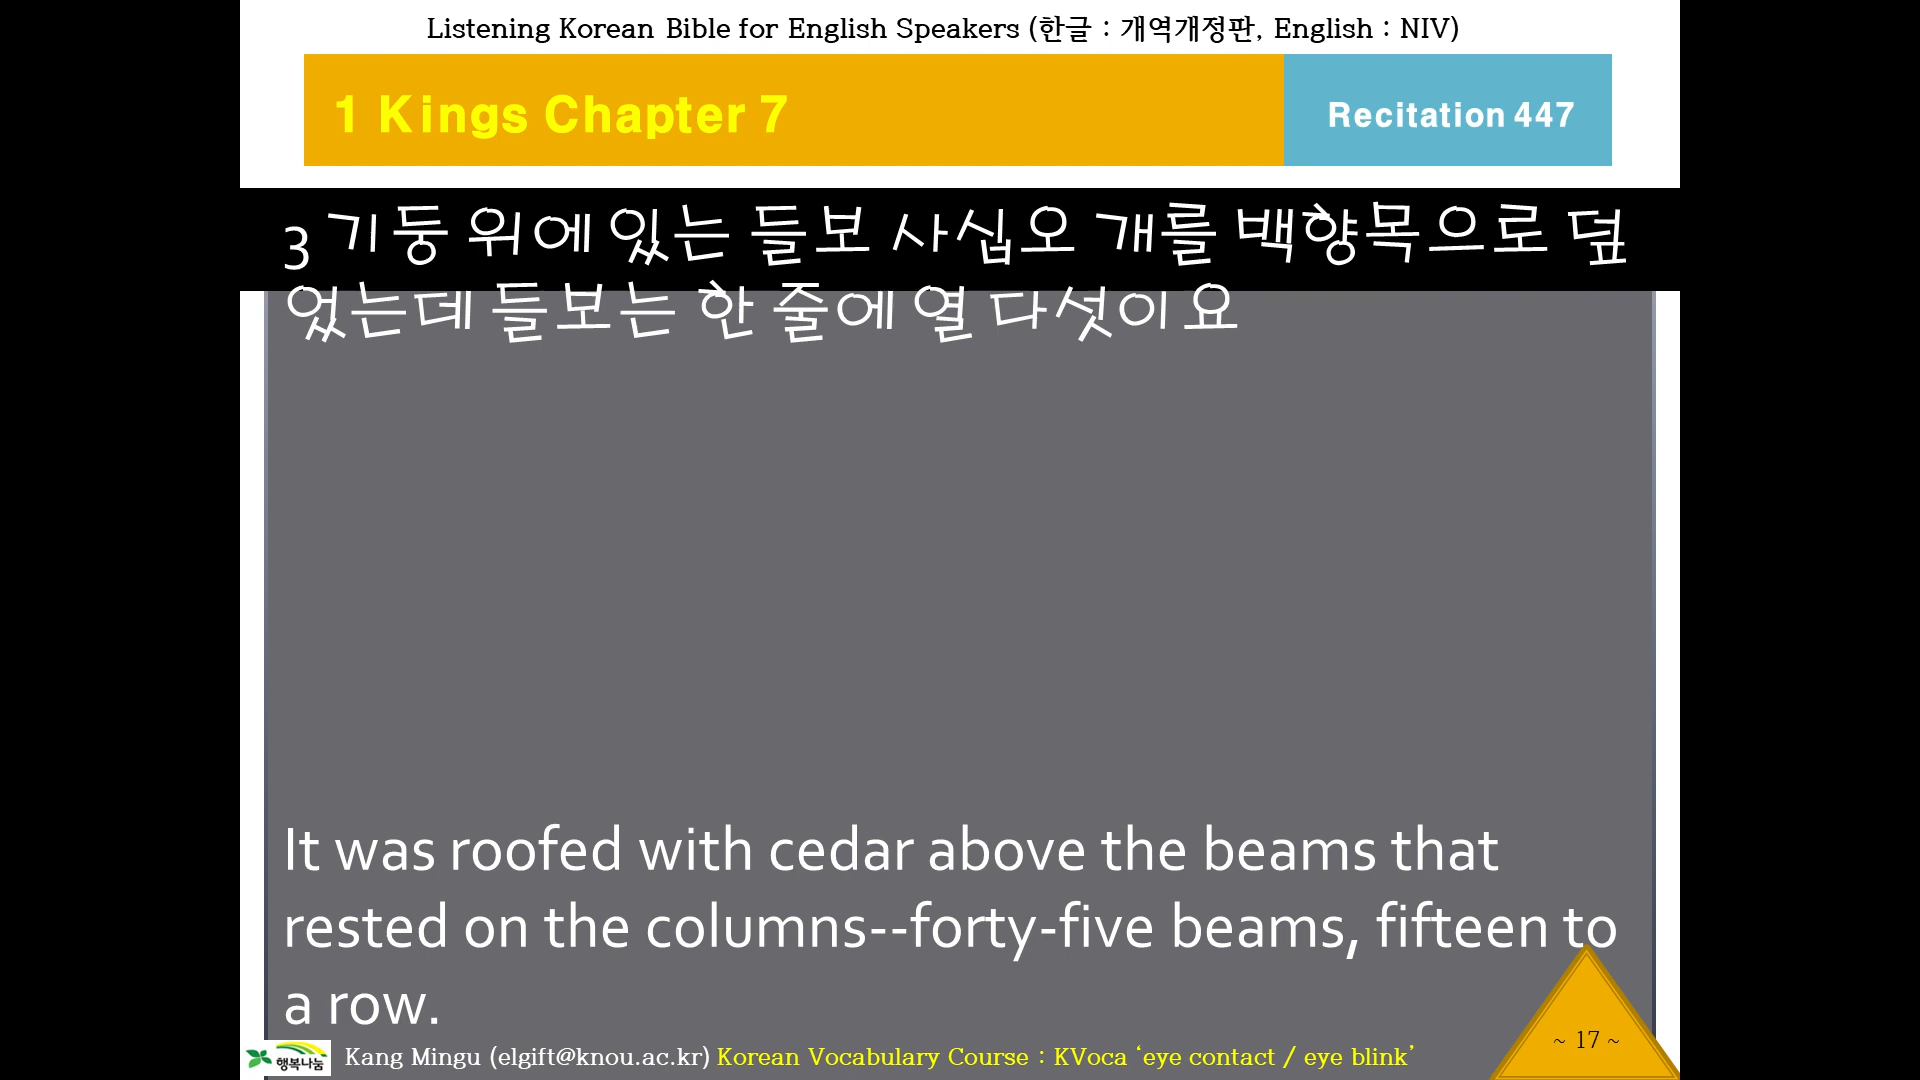 Listening Korean Bible for English Speakers (한글 : 개역개정판, English : NIV)
1 Kings Chapter 7
Recitation 447
3 기둥 위에 있는 들보 사십오 개를 백향목으로 덮
었는데 들보는 한 줄에 열 다섯이요
It was roofed with cedar above the beams that
rested on the columns--forty-five beams, fifteen to
a row.
~ 17 ~
행복나눔
Kang Mingu (elgift@knou.ac.kr) Korean Vocabulary Course : KVoca ‘eye contact / eye blink’